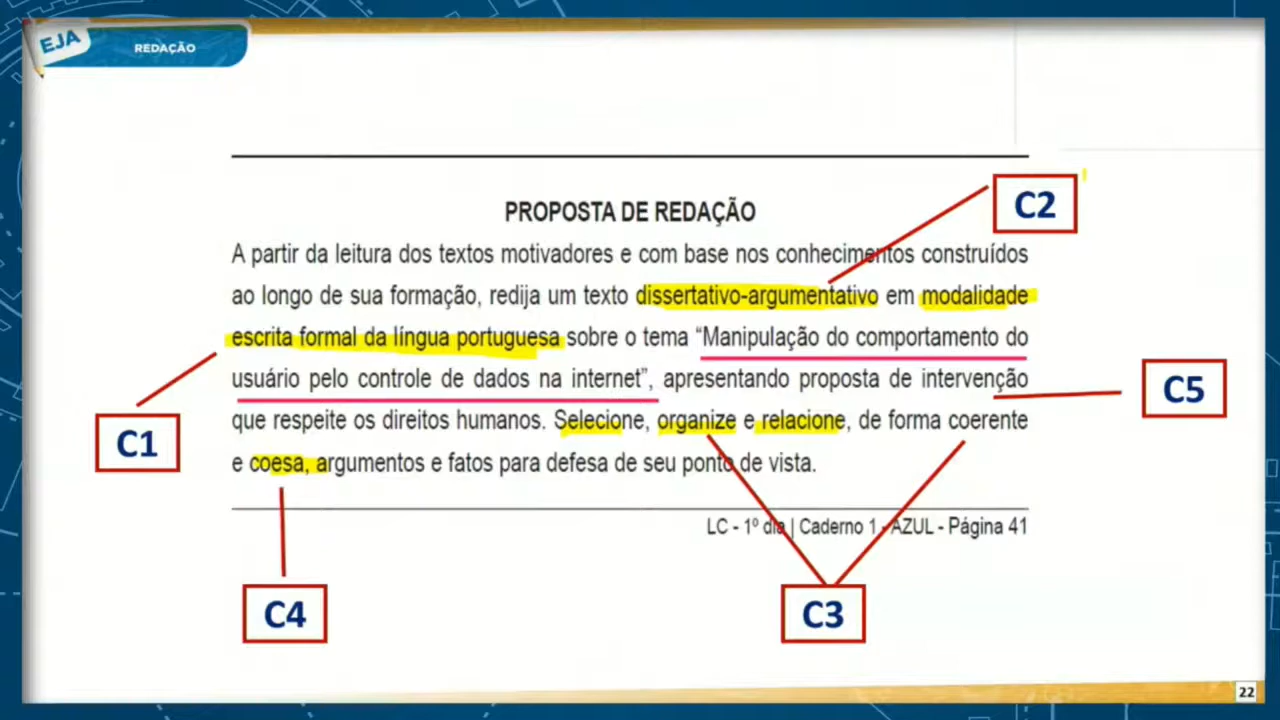 EJA
REDAÇÃO
PROPOSTA DE REDAÇÃO
C2
A partir da leitura dos textos motivadores e com base nos conhecimentos construídos
ao longo de sua formação, redija um texto dissertativo-argumentativo em modalidade
escrita formal da língua portuguesa sobre o tema “Manipulação do comportamento do
usuário pelo controle de dados na internet”, apresentando proposta de intervenção
que respeite os direitos humanos. Selecione, organize e relacione, de forma coerente
e coesa, argumentos e fatos para defesa de seu ponto de vista.
C5
C1
LC - 1º dia | Caderno 1 - AZUL - Página 41
C4
C3
22